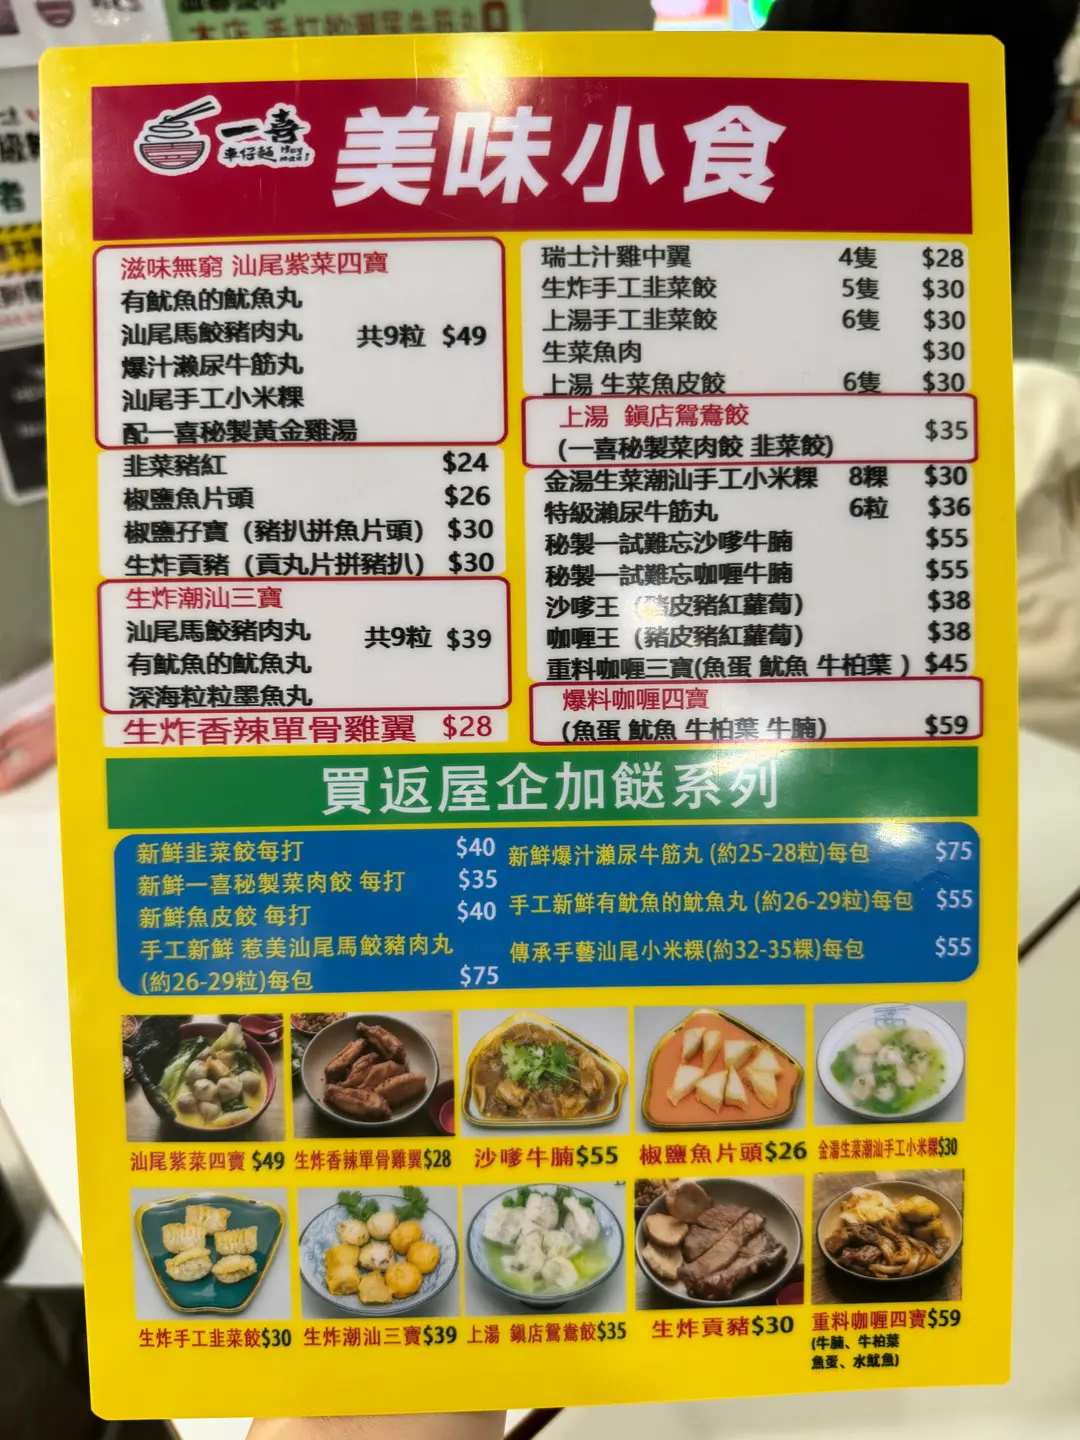 本店 手打的潮尾牛筋丸
一喜
車仔麵
美味小食
滋味無窮 汕尾紫菜四寶
有魷魚的魷魚丸
汕尾馬鮫豬肉丸 共9粒 $49
爆汁瀨尿牛筋丸
汕尾手工小米粿
配一喜秘製黃金雞湯
韭菜豬紅 $24
椒鹽魚片頭 $26
椒鹽孖寶（豬扒拼魚片頭） $30
生炸貢豬（貢丸片拼豬扒） $30
生炸潮汕三寶
汕尾馬鮫豬肉丸 共9粒 $39
有魷魚的魷魚丸
深海粒粒墨魚丸
生炸香辣單骨雞翼 $28
瑞士汁雞中翼 4隻 $28
生炸手工韭菜餃 5隻 $30
上湯手工韭菜餃 6隻 $30
生菜魚肉 $30
上湯 生菜魚皮餃 6隻 $30
上湯 鎭店鴛鴦餃 $35
(一喜秘製菜肉餃 韭菜餃)
金湯生菜潮汕手工小米粿 8粿 $30
特級瀨尿牛筋丸 6粒 $36
秘製一試難忘沙嗲牛腩 $55
秘製一試難忘咖喱牛腩 $55
沙嗲王（豬皮豬紅蘿蔔） $38
咖喱王（豬皮豬紅蘿蔔） $38
重料咖喱三寶(魚蛋 魷魚 牛柏葉 ) $45
爆料咖喱四寶
(魚蛋 魷魚 牛柏葉 牛腩) $59
買返屋企加餸系列
新鮮韭菜餃每打 $40
新鮮一喜秘製菜肉餃 每打 $35
新鮮魚皮餃 每打 $40
手工新鮮 惹美汕尾馬鮫豬肉丸
(約26-29粒)每包 $75
新鮮爆汁瀨尿牛筋丸 (約25-28粒)每包 $75
手工新鮮有魷魚的魷魚丸 (約26-29粒)每包 $55
傳承手藝汕尾小米粿(約32-35粿)每包 $55
汕尾紫菜四寶 $49
生炸香辣單骨雞翼$28
沙嗲牛腩$55
椒鹽魚片頭$26
金湯生菜潮汕手工小米粿$30
生炸手工韭菜餃$30
生炸潮汕三寶$39
上湯 鎭店鴛鴦餃$35
生炸貢豬$30
重料咖喱四寶$59
(牛腩、牛柏葉
魚蛋、水魷魚)